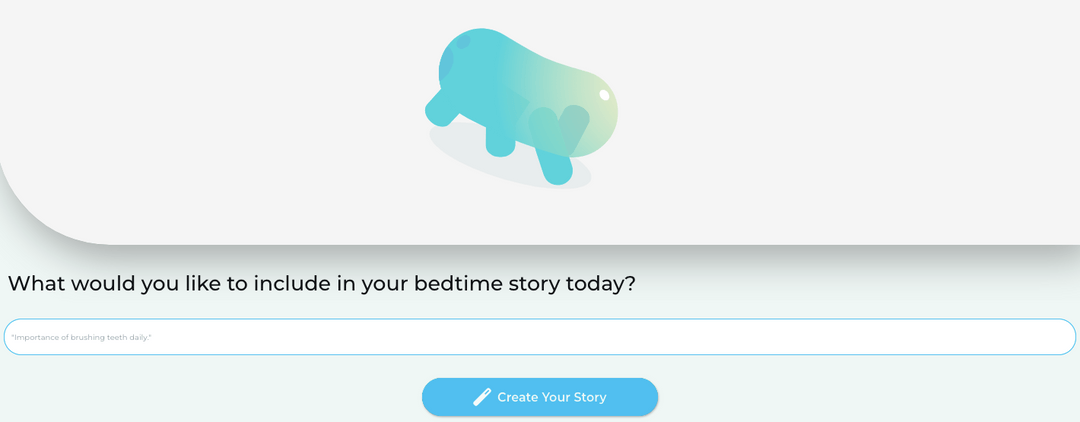 What would you like to include in your bedtime story today?
"Importance of brushing teeth daily."
Create Your Story